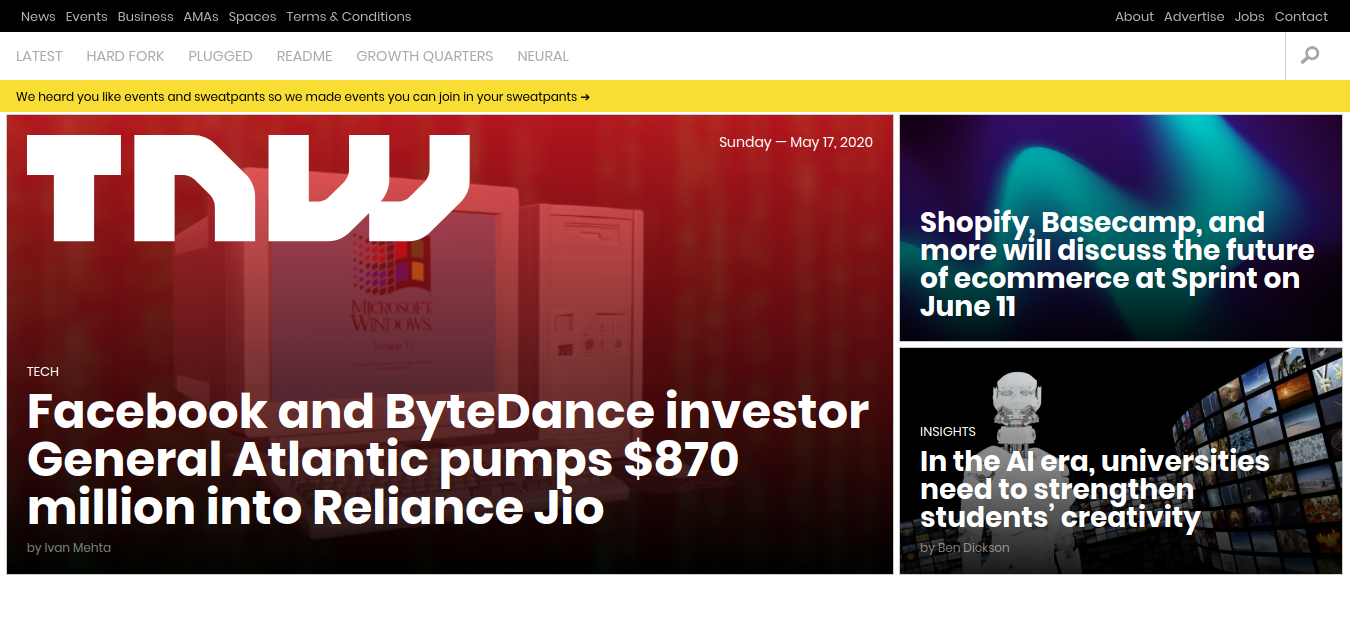 News Events Business AMAs Spaces Terms & Conditions About Advertise Jobs Contact
LATEST HARD FORK PLUGGED README GROWTH QUARTERS NEURAL
We heard you like events and sweatpants so we made events you can join in your sweatpants ➔
TNW
Sunday — May 17, 2020
MICROSOFT
WINDOWS.
Version 3.1
TECH
Facebook and ByteDance investor
General Atlantic pumps $870
million into Reliance Jio
by Ivan Mehta
Shopify, Basecamp, and
more will discuss the future
of ecommerce at Sprint on
June 11
INSIGHTS
In the AI era, universities
need to strengthen
students’ creativity
by Ben Dickson